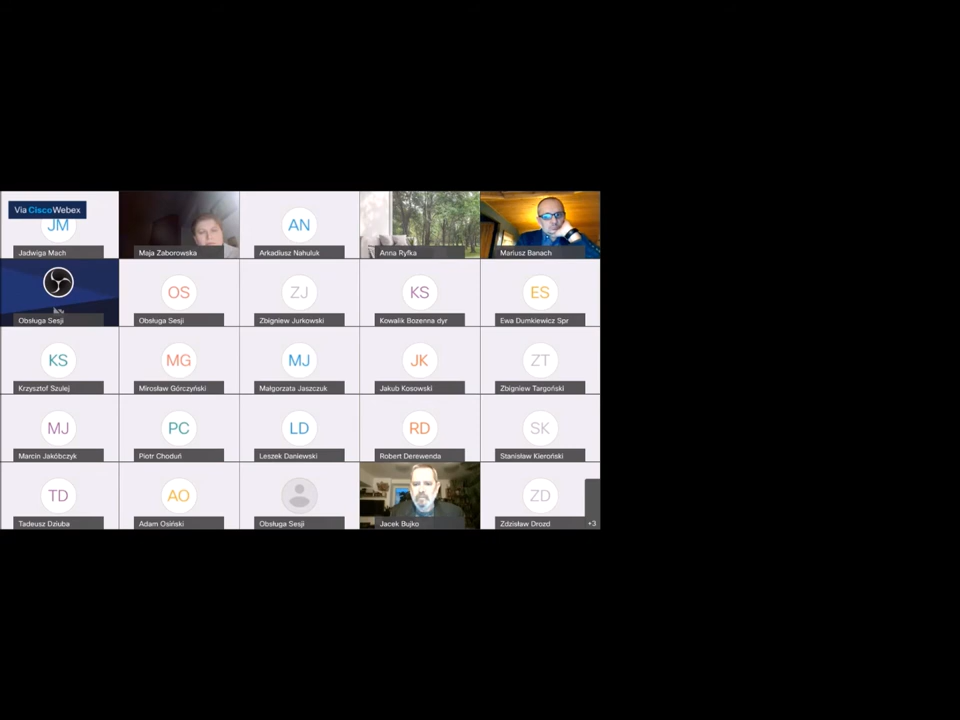 Via Cisco Webex
JM
Jadwiga Mach
Maja Zaborowska
AN
Arkadiusz Nahuluk
Anna Ryfka
Mariusz Banach
Obsługa Sesji
OS
Obsługa Sesji
ZJ
Zbigniew Jurkowski
KS
Kowalik Bozenna dyr
ES
Ewa Dumkiewicz Spr
KS
Krzysztof Szulej
MG
Mirosław Górczyński
MJ
Małgorzata Jaszczuk
JK
Jakub Kosowski
ZT
Zbigniew Targoński
MJ
Marcin Jakóbczyk
PC
Piotr Choduń
LD
Leszek Daniewski
RD
Robert Derewenda
SK
Stanisław Kieroński
TD
Tadeusz Dziuba
AO
Adam Osiński
Obsługa Sesji
Jacek Bujko
ZD
Zdzisław Drozd
+3